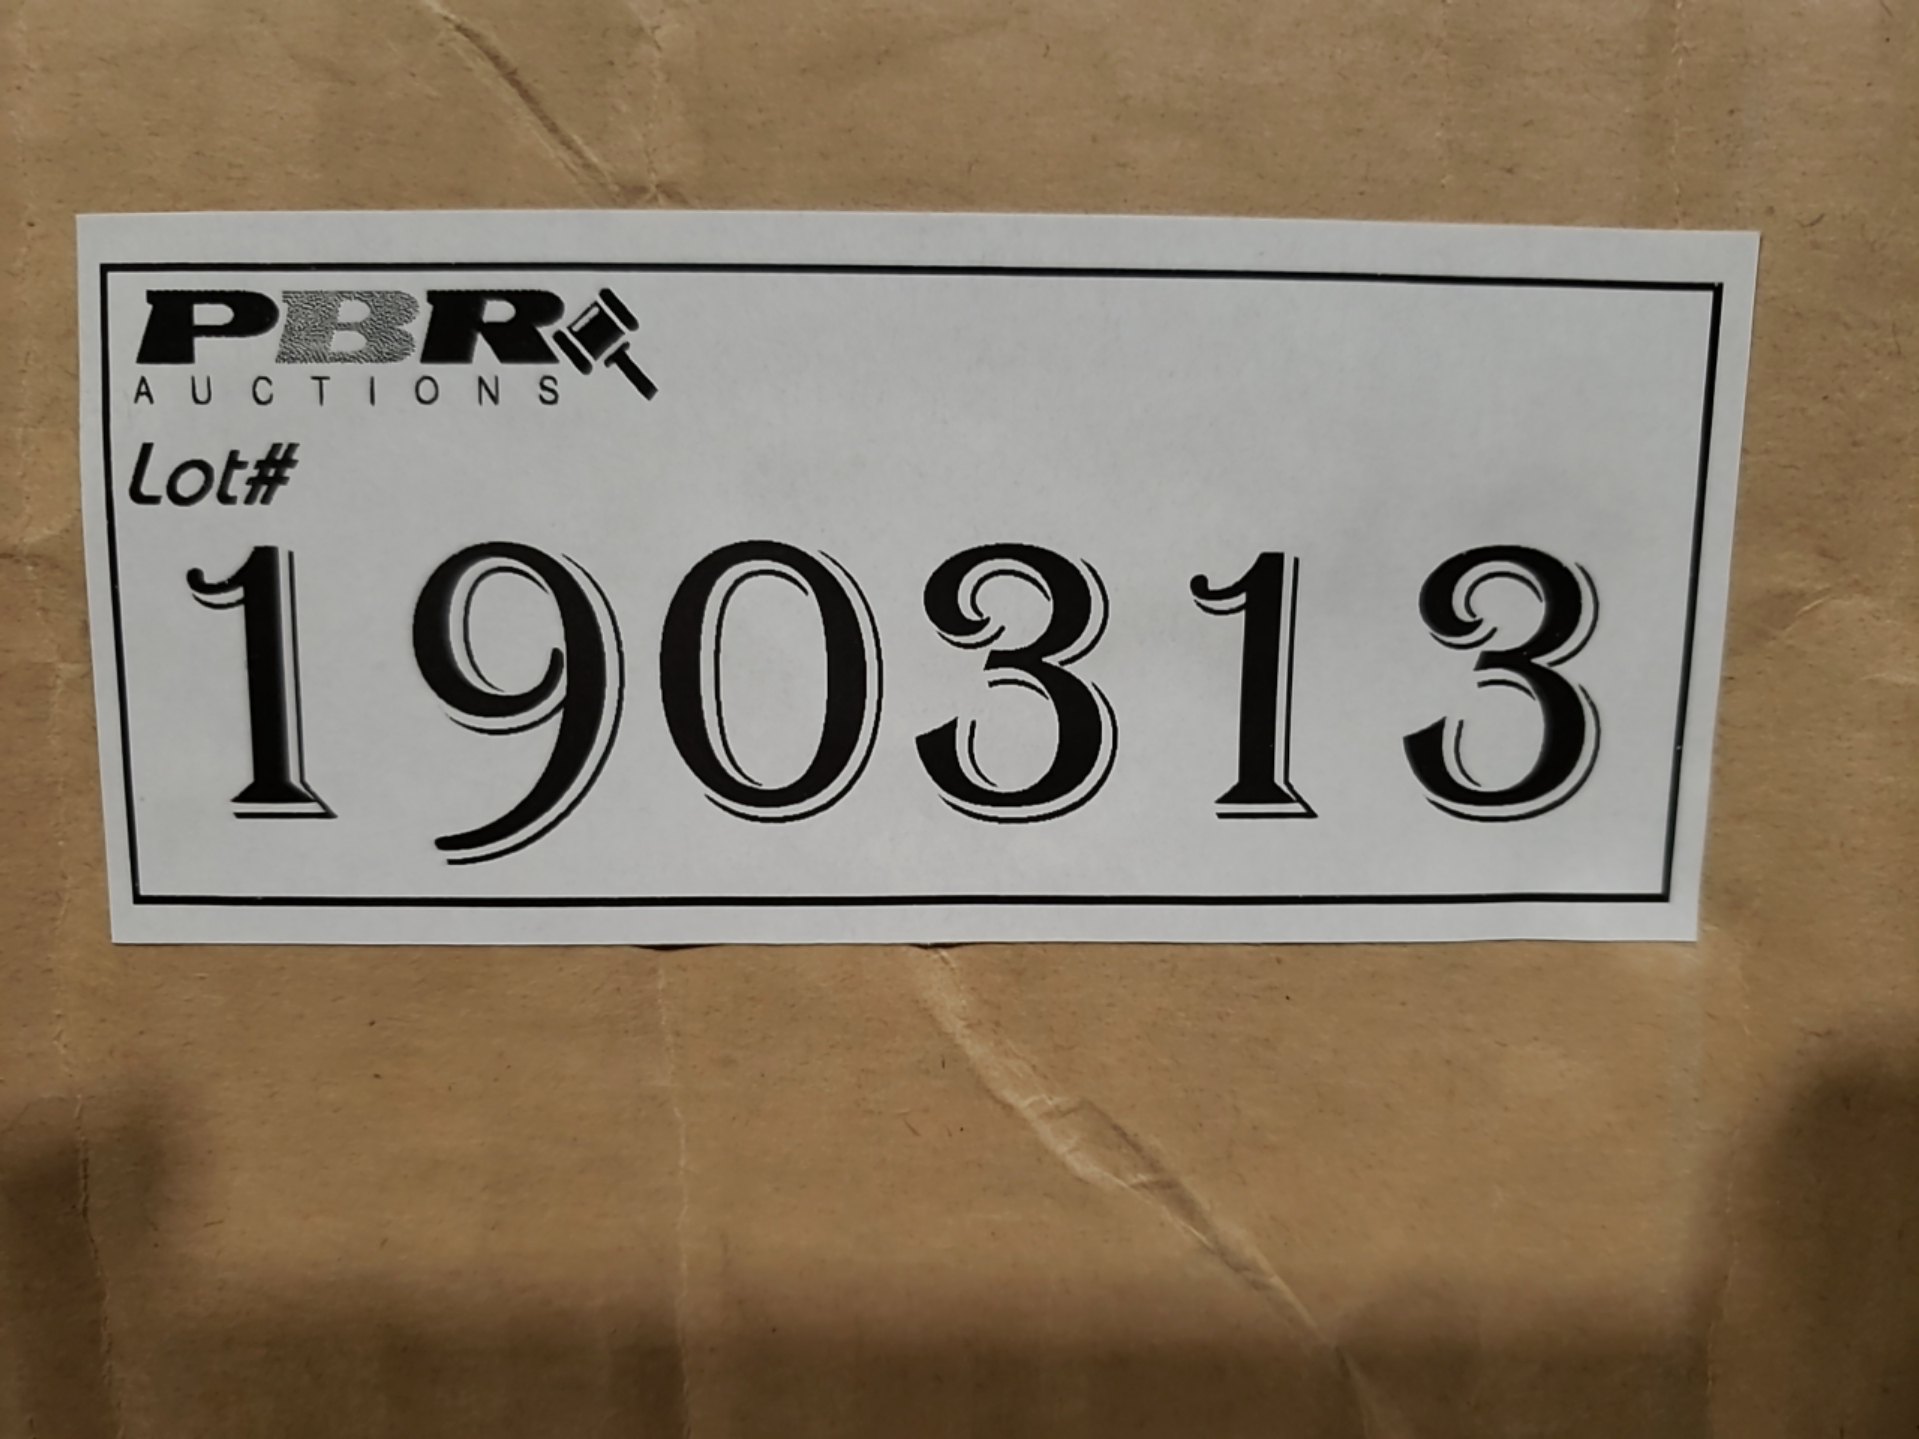 PBR
AUCTIONS
Lot#
190313